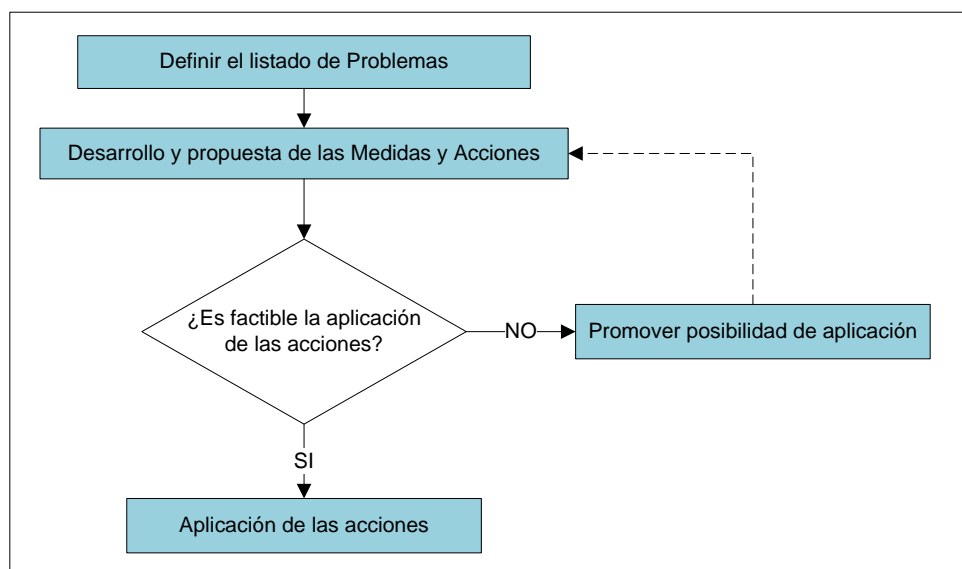 Definir el listado de Problemas
Desarrollo y propuesta de las Medidas y Acciones
¿Es factible la aplicación
de las acciones?
NO
Promover posibilidad de aplicación
SI
Aplicación de las acciones